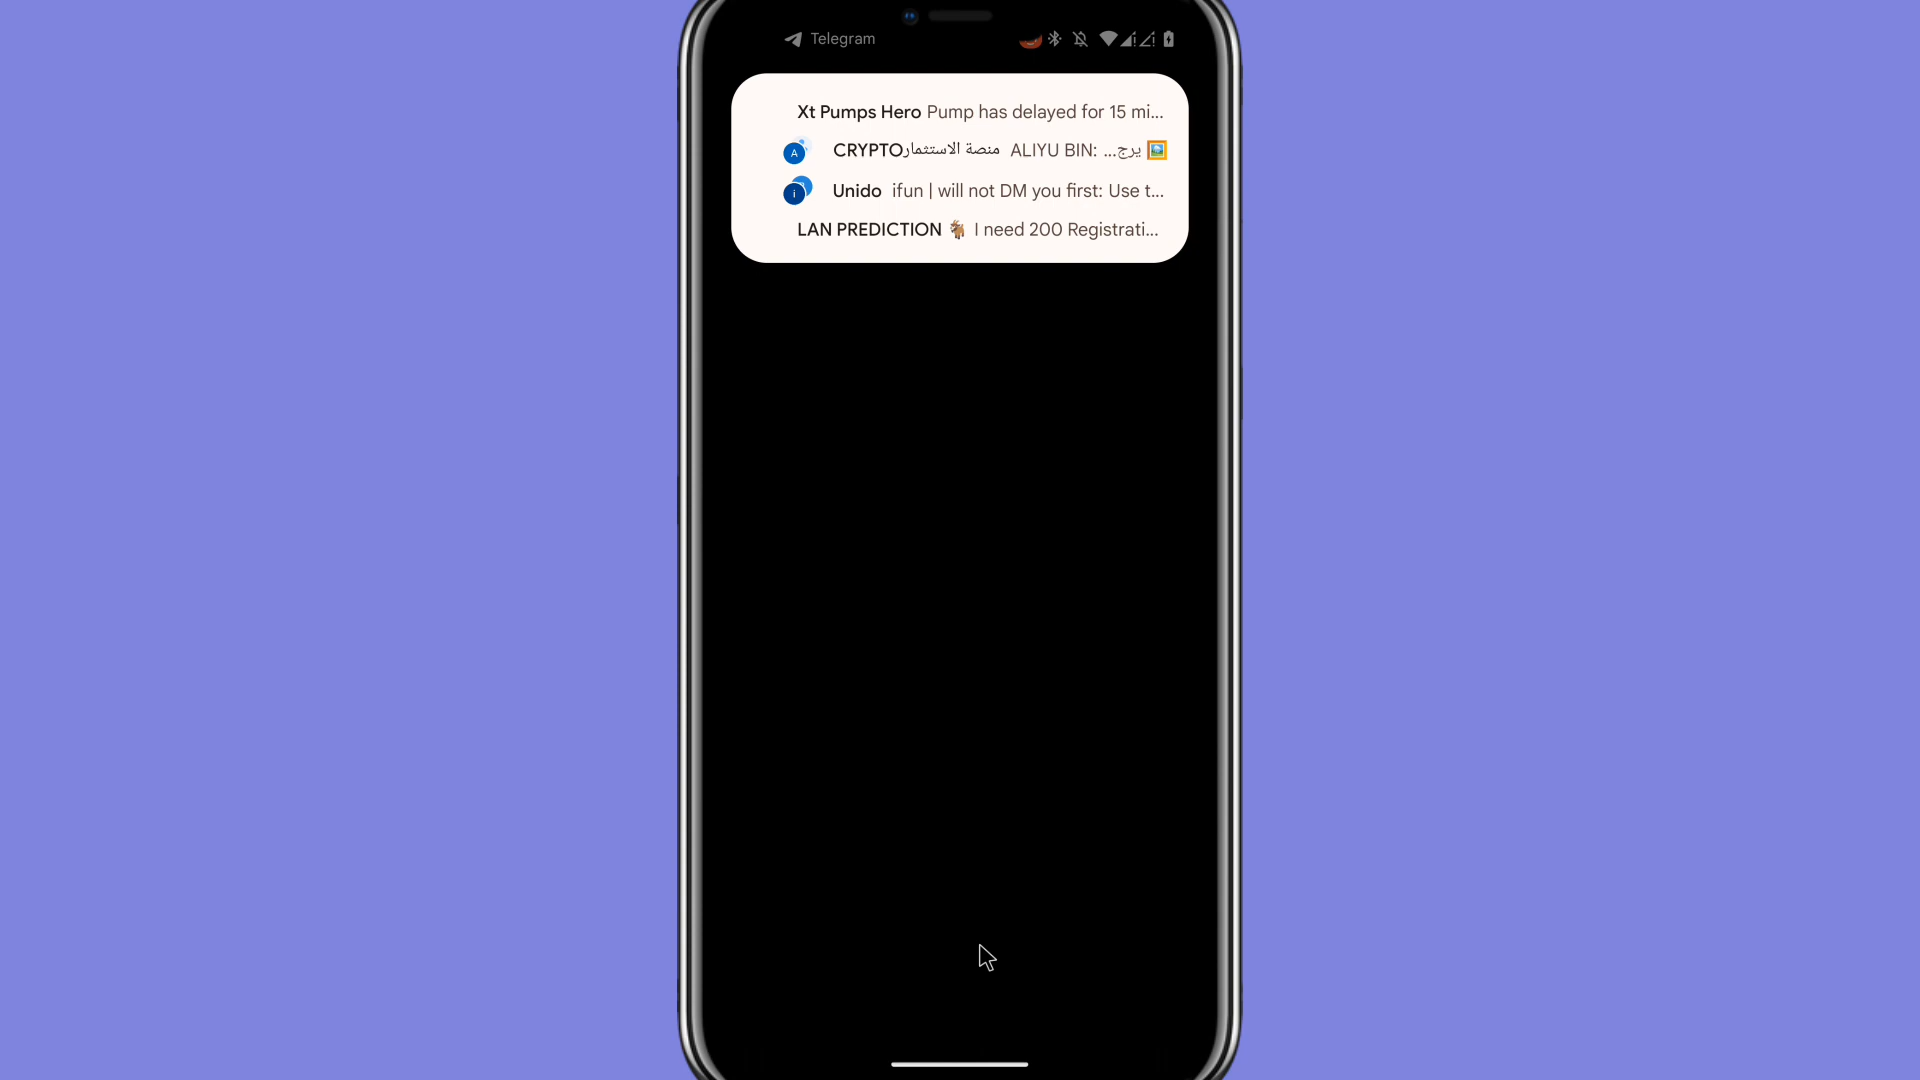 Telegram
Xt Pumps Hero Pump has delayed for 15 mi...
A CRYPTOمنصة الاستثمار ALIYU BIN: 🖼️ يرج...
i Unido ifun | will not DM you first: Use t...
LAN PREDICTION 🐐 I need 200 Registrati...